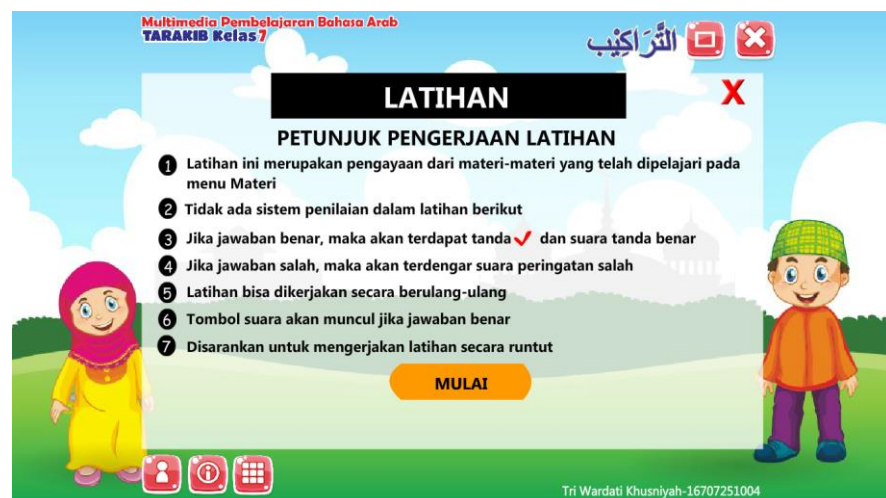 Multimedia Pembelajaran Bahasa Arab
TARAKIB Kelas 7
التَّرَاكِيْب
LATIHAN
X
PETUNJUK PENGERJAAN LATIHAN
1 Latihan ini merupakan pengayaan dari materi-materi yang telah dipelajari pada
menu Materi
2 Tidak ada sistem penilaian dalam latihan berikut
3 Jika jawaban benar, maka akan terdapat tanda ✓ dan suara tanda benar
4 Jika jawaban salah, maka akan terdengar suara peringatan salah
5 Latihan bisa dikerjakan secara berulang-ulang
6 Tombol suara akan muncul jika jawaban benar
7 Disarankan untuk mengerjakan latihan secara runtut
MULAI
Tri Wardati Khusniyah-16707251004